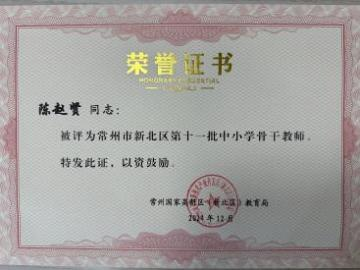 荣誉证书
陈赵贤 同志:
被评为常州市新北区第十一批中小学骨干教师。
特发此证,以资鼓励。
常州国家高新区(新北区)教育局
2024年12月